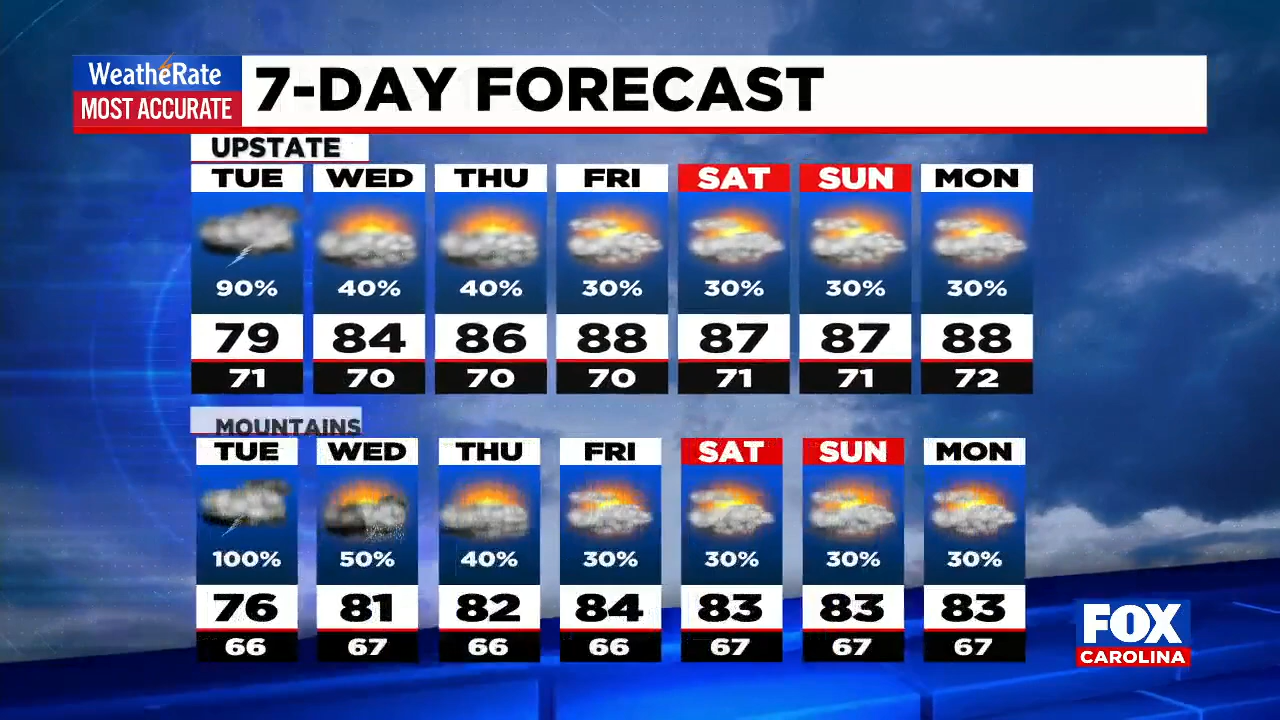 WeatheRate
MOST ACCURATE
7-DAY FORECAST
UPSTATE
TUE WED THU FRI SAT SUN MON
90% 40% 40% 30% 30% 30% 30%
79 84 86 88 87 87 88
71 70 70 70 71 71 72
MOUNTAINS
TUE WED THU FRI SAT SUN MON
100% 50% 40% 30% 30% 30% 30%
76 81 82 84 83 83 83
66 67 66 66 67 67 67
FOX
CAROLINA